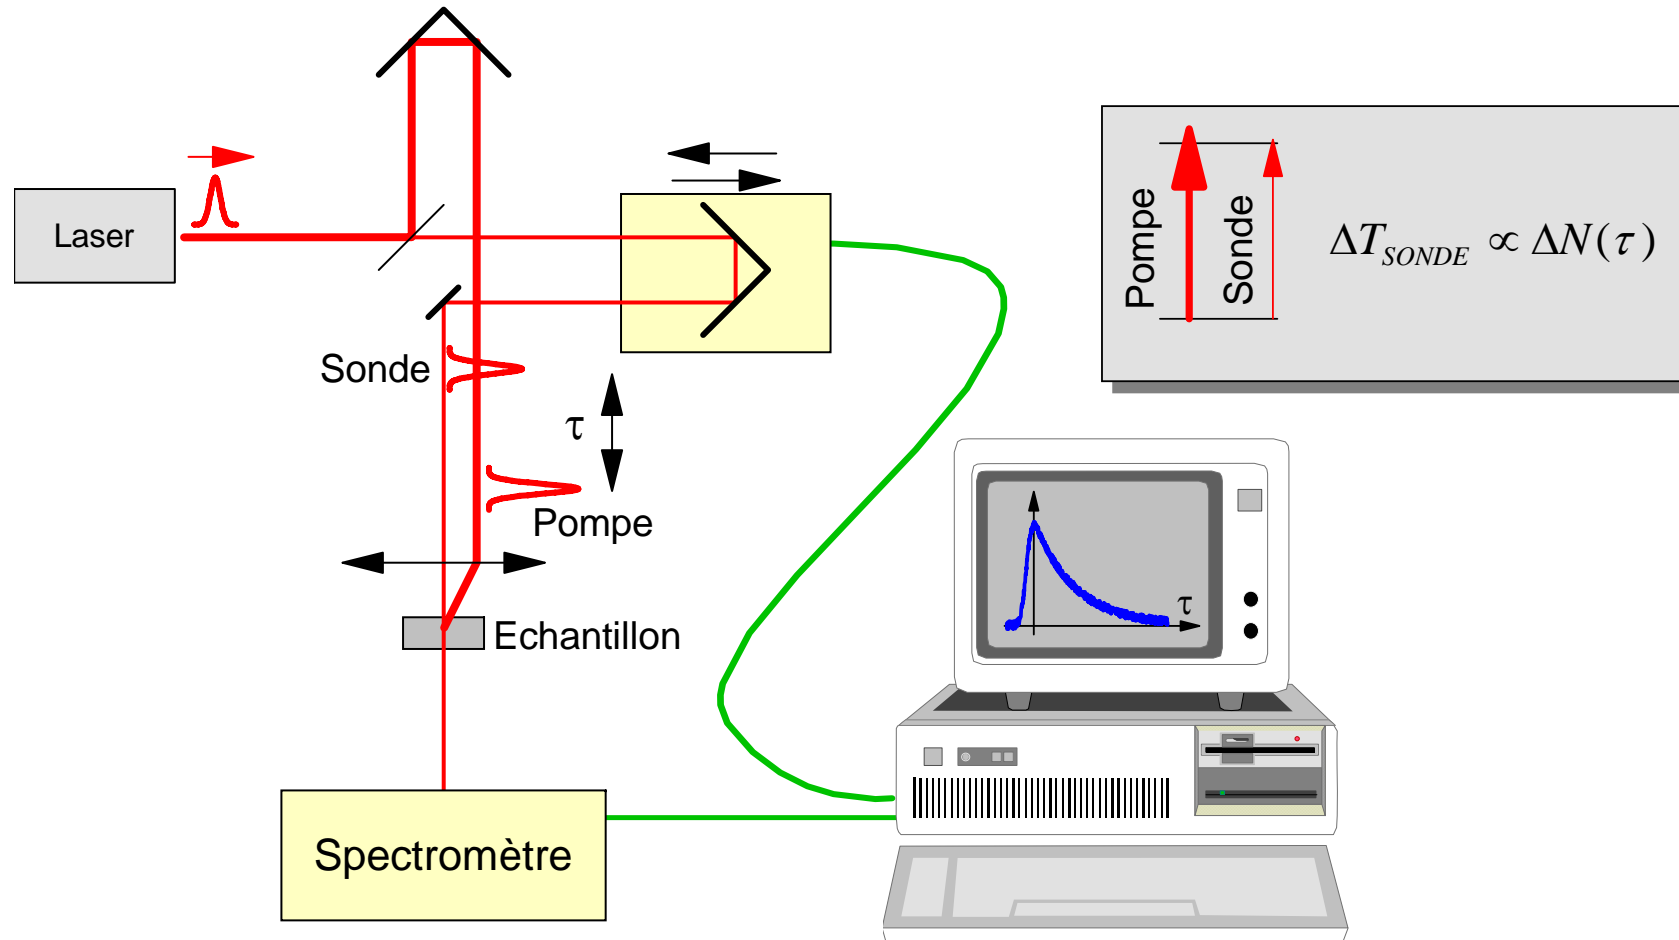 Laser
Pompe
Sonde
ΔT_SONDE ∝ ΔN(τ)
Sonde
τ
Pompe
τ
Echantillon
Spectromètre